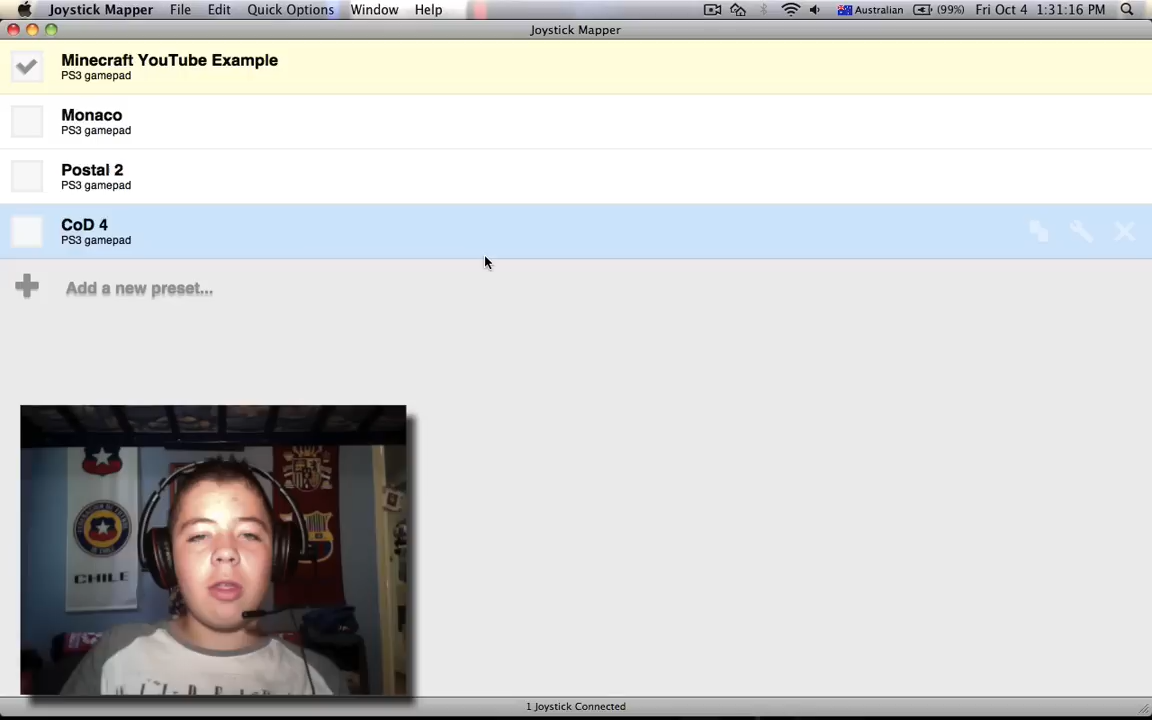 Joystick Mapper File Edit Quick Options Window Help Australian (99%) Fri Oct 4 1:31:16 PM
Joystick Mapper
Minecraft YouTube Example
PS3 gamepad
Monaco
PS3 gamepad
Postal 2
PS3 gamepad
CoD 4
PS3 gamepad
Add a new preset...
CHILE
1 Joystick Connected